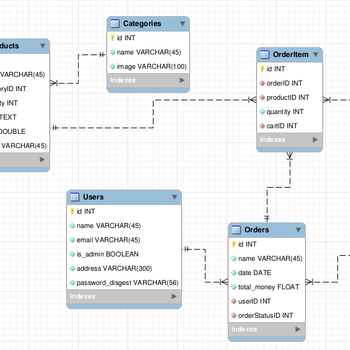 Categories
id INT
name VARCHAR(45)
image VARCHAR(100)
Indexes
ducts
VARCHAR(45)
ryID INT
ty INT
TEXT
DOUBLE
VARCHAR(45)
OrderItem
id INT
orderID INT
productID INT
quantity INT
cartID INT
Indexes
Users
id INT
name VARCHAR(45)
email VARCHAR(45)
is_admin BOOLEAN
address VARCHAR(300)
password_disgest VARCHAR(56)
Indexes
Orders
id INT
name VARCHAR(45)
date DATE
total_money FLOAT
userID INT
orderStatusID INT
Indexes